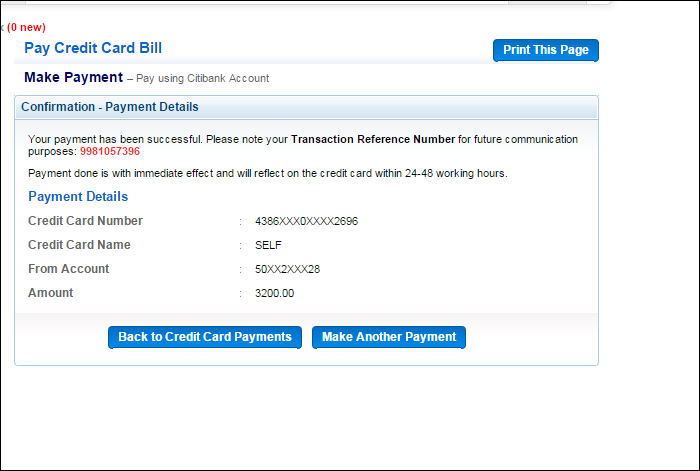 (0 new)
Pay Credit Card Bill
Print This Page
Make Payment – Pay using Citibank Account
Confirmation - Payment Details
Your payment has been successful. Please note your Transaction Reference Number for future communication
purposes: 9981057396
Payment done is with immediate effect and will reflect on the credit card within 24-48 working hours.
Payment Details
Credit Card Number : 4386XXX0XXXX2696
Credit Card Name : SELF
From Account : 50XX2XXX28
Amount : 3200.00
Back to Credit Card Payments Make Another Payment